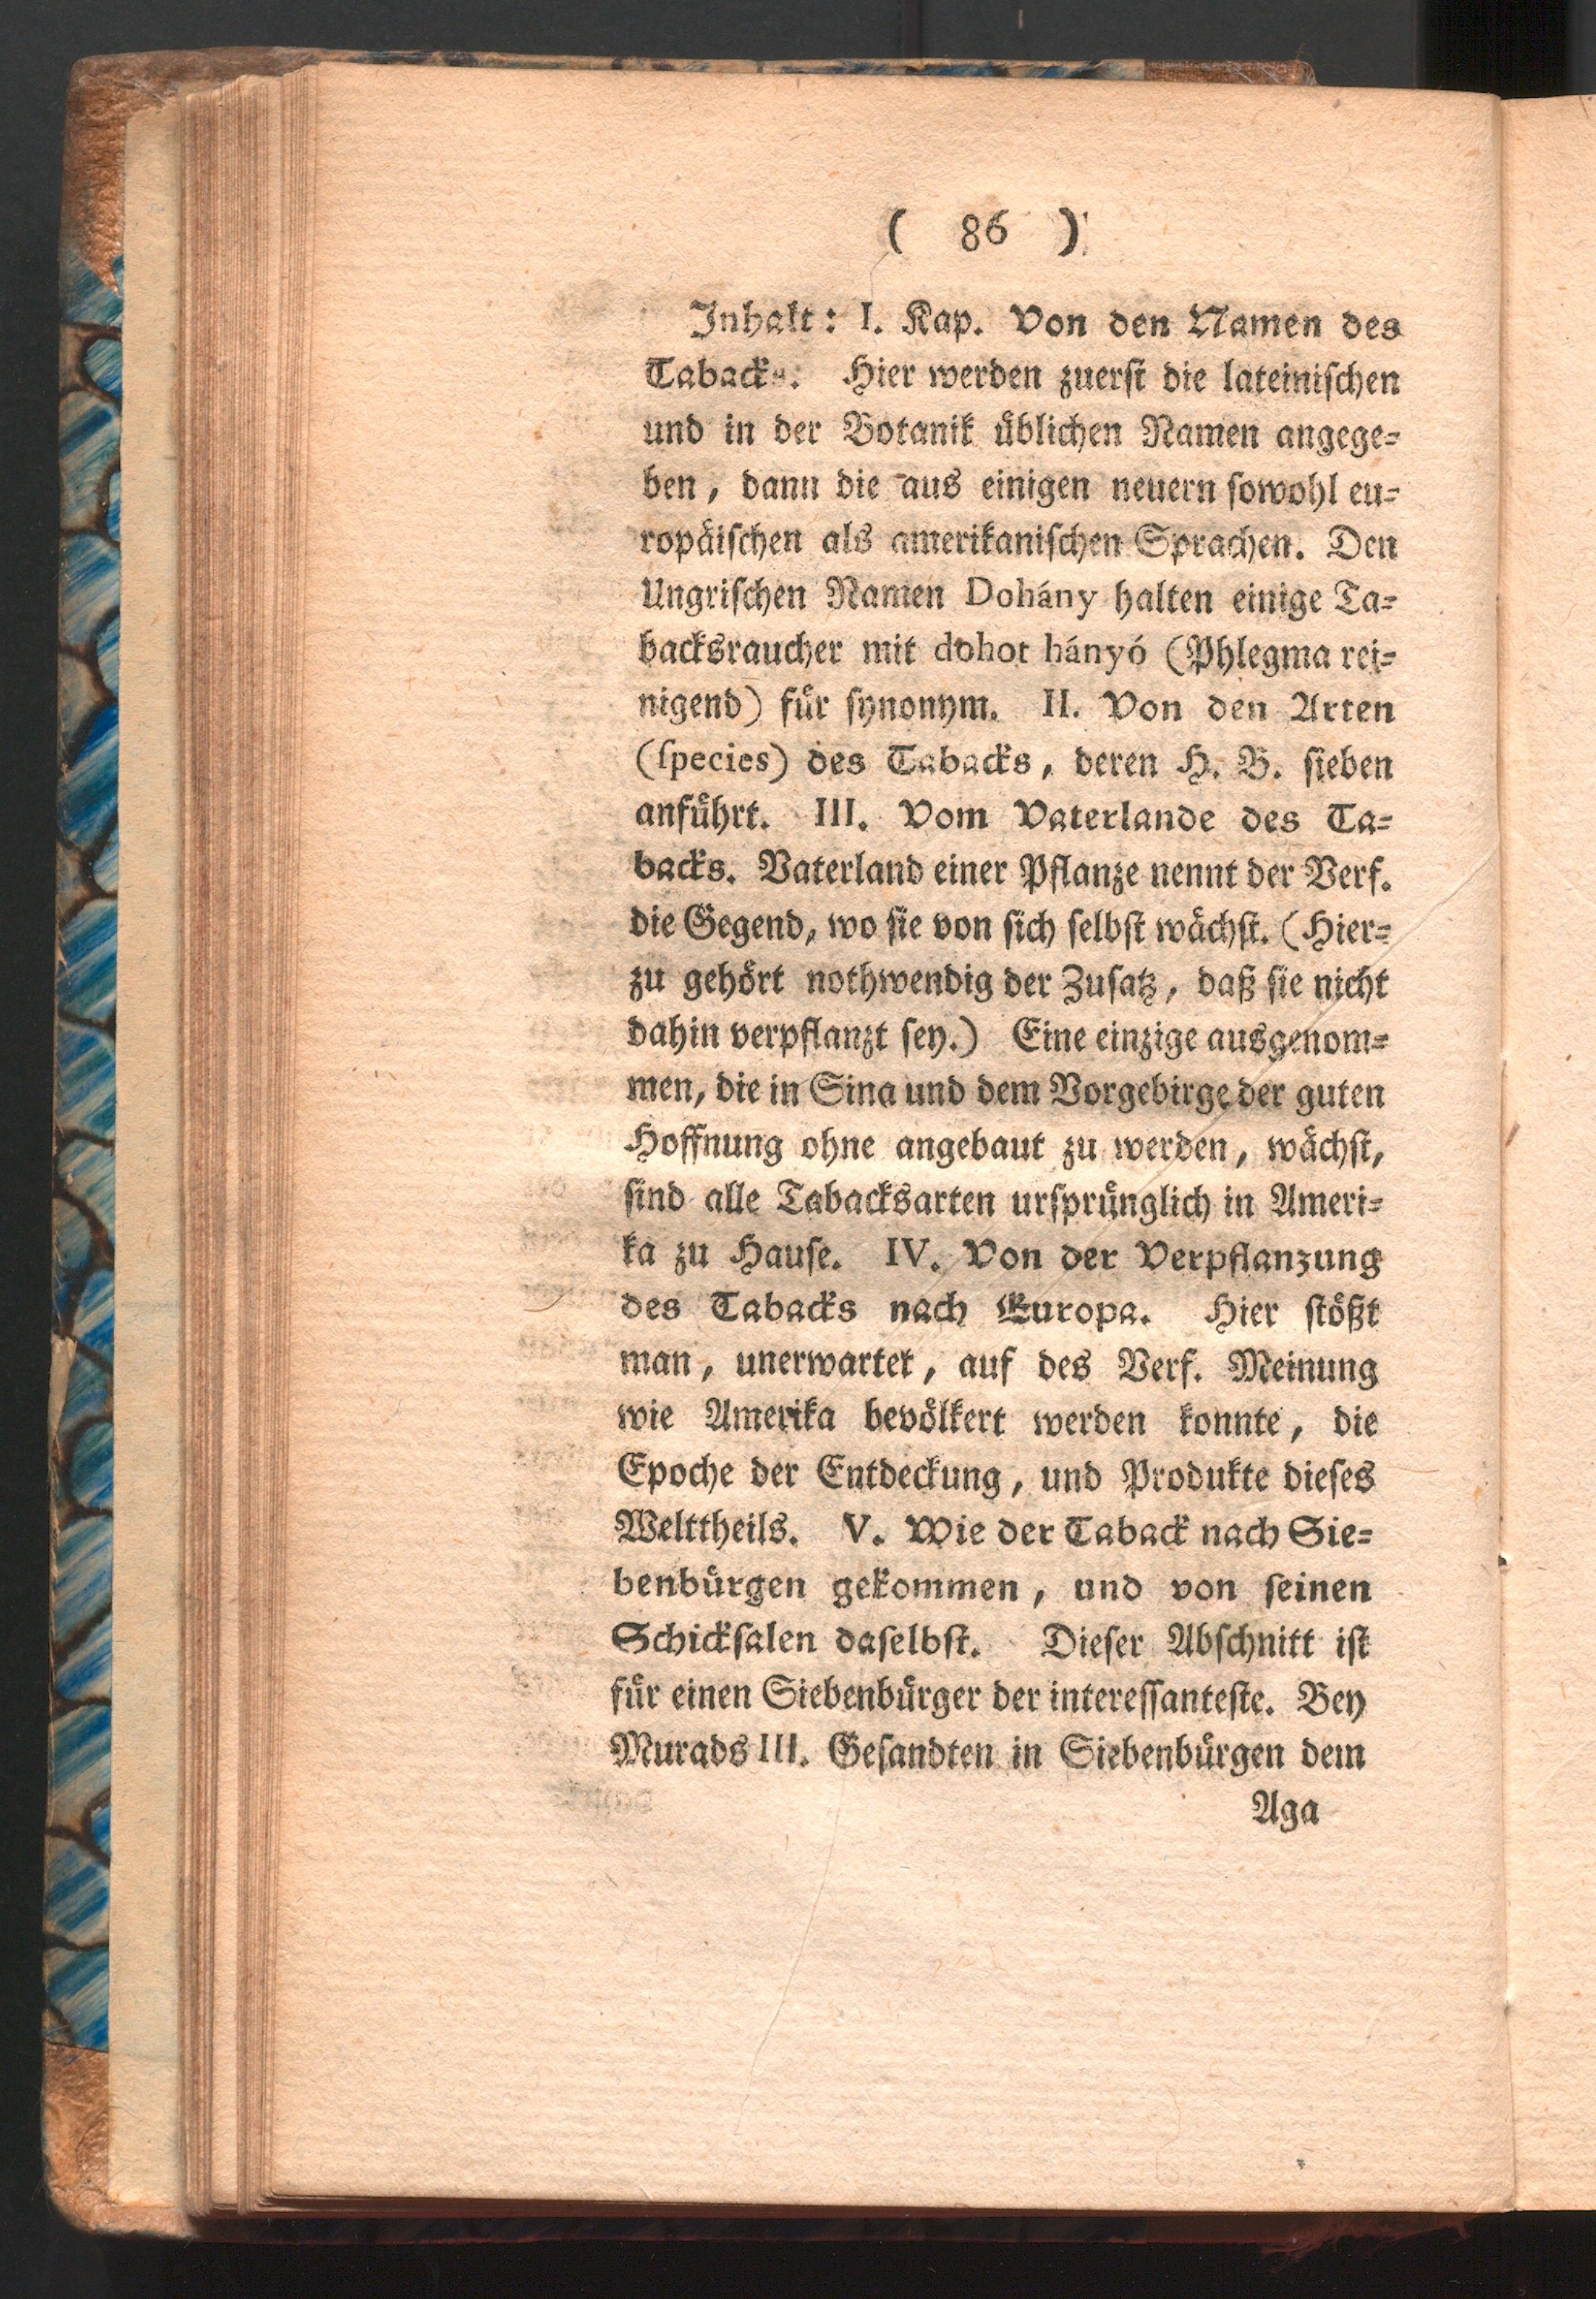 ( 86 )
Inhalt: I. Kap. Von den Namen des
Tabacks. Hier werden zuerst die lateinischen
und in der Botanik üblichen Namen angege-
ben, dann die aus einigen neuern sowohl eu-
ropäischen als amerikanischen Sprachen. Den
Ungrischen Namen Dohány halten einige Ta-
backsraucher mit dohot hányó (Phlegma rei-
nigend) für synonym. II. Von den Arten
(species) des Tabacks, deren H. B. sieben
anführt. III. Vom Vaterlande des Ta-
backs. Vaterland einer Pflanze nennt der Verf.
die Gegend, wo sie von sich selbst wächst. (Hier-
zu gehört nothwendig der Zusatz, daß sie nicht
dahin verpflanzt sey.) Eine einzige ausgenom-
men, die in Sina und dem Vorgebirge der guten
Hoffnung ohne angebaut zu werden, wächst,
sind alle Tabacksarten ursprünglich in Ameri-
ka zu Hause. IV. Von der Verpflanzung
des Tabacks nach Europa. Hier stößt
man, unerwartet, auf des Verf. Meinung
wie Amerika bevölkert werden konnte, die
Epoche der Entdeckung, und Produkte dieses
Welttheils. V. Wie der Taback nach Sie-
benbürgen gekommen, und von seinen
Schicksalen daselbst. Dieser Abschnitt ist
für einen Siebenbürger der interessanteste. Bey
Murads III. Gesandten in Siebenbürgen dem
Aga